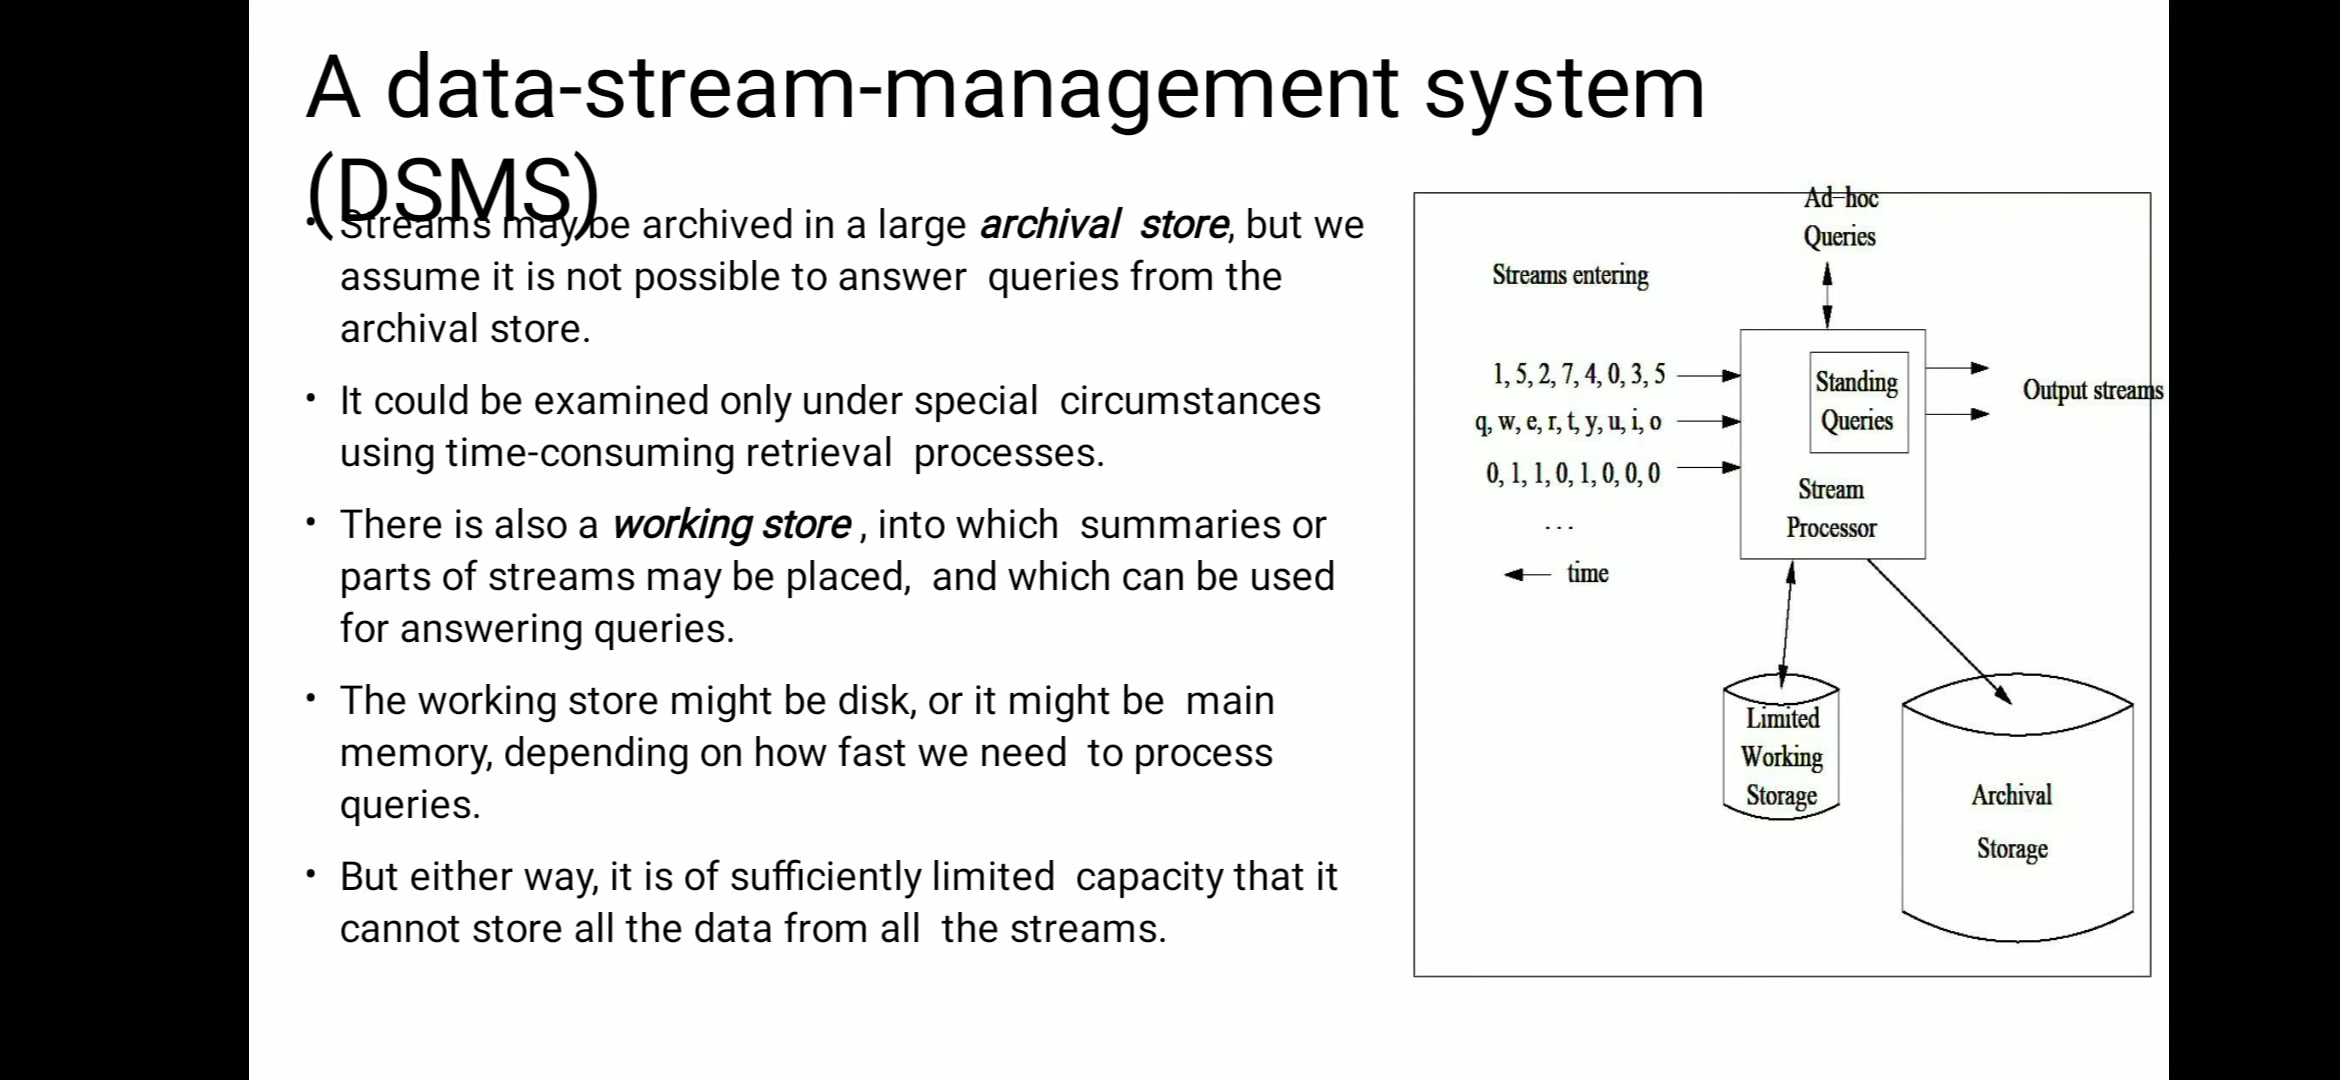 A data-stream-management system
(DSMS)
• Streams may be archived in a large archival store, but we
assume it is not possible to answer queries from the
archival store.
• It could be examined only under special circumstances
using time-consuming retrieval processes.
• There is also a working store , into which summaries or
parts of streams may be placed, and which can be used
for answering queries.
• The working store might be disk, or it might be main
memory, depending on how fast we need to process
queries.
• But either way, it is of sufficiently limited capacity that it
cannot store all the data from all the streams.
Ad-hoc
Queries
Streams entering
1, 5, 2, 7, 4, 0, 3, 5
q, w, e, r, t, y, u, i, o
0, 1, 1, 0, 1, 0, 0, 0
. . .
time
Standing
Queries
Stream
Processor
Output streams
Limited
Working
Storage
Archival
Storage